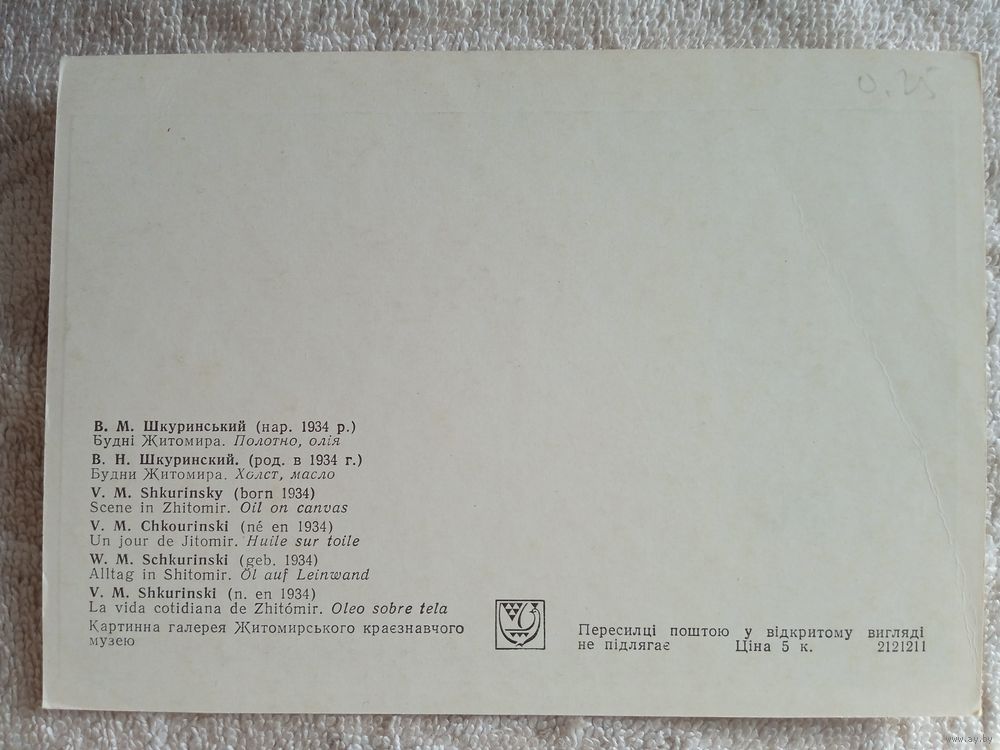 0.25
В. М. Шкуринський (нар. 1934 р.)
Будні Житомира. Полотно, олія
В. Н. Шкуринский. (род. в 1934 г.)
Будни Житомира. Холст, масло
V. M. Shkurinsky (born 1934)
Scene in Zhitomir. Oil on canvas
V. M. Chkourinski (né en 1934)
Un jour de Jitomir. Huile sur toile
W. M. Schkurinski (geb. 1934)
Alltag in Shitomir. Öl auf Leinwand
V. M. Shkurinski (n. en 1934)
La vida cotidiana de Zhitómir. Oleo sobre tela
Картинна галерея Житомирського краєзнавчого
музею
Пересилці поштою у відкритому вигляді
не підлягає Ціна 5 к. 2121211
www.ay.by